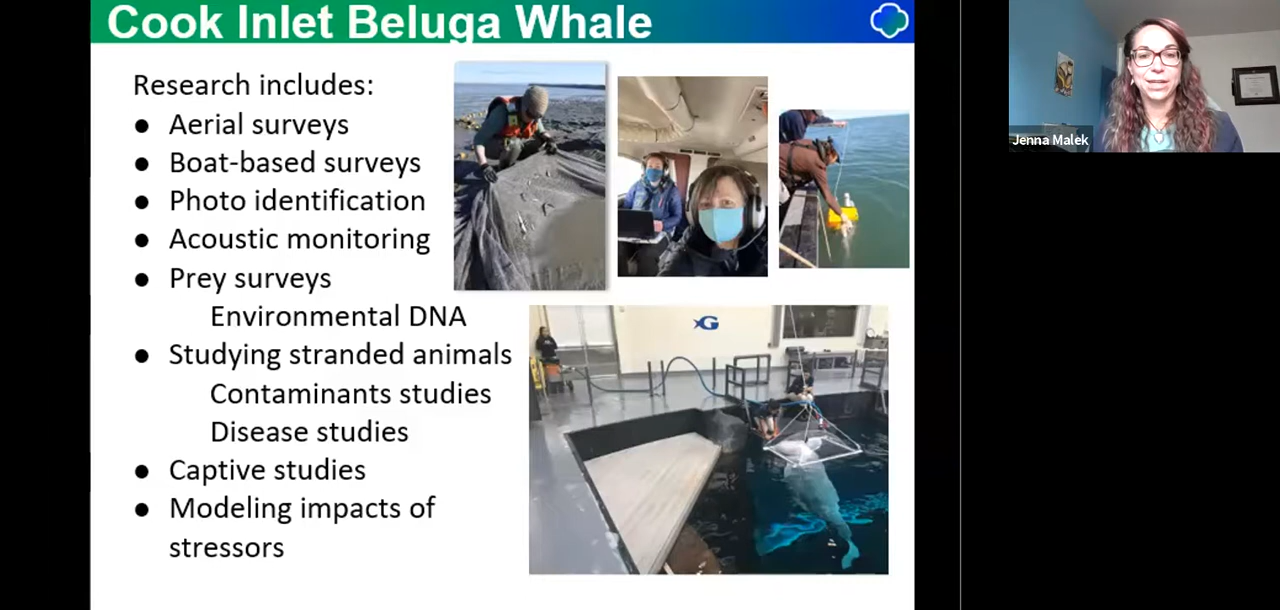 Cook Inlet Beluga Whale
Research includes:
● Aerial surveys
● Boat-based surveys
● Photo identification
● Acoustic monitoring
● Prey surveys
Environmental DNA
● Studying stranded animals
Contaminants studies
Disease studies
● Captive studies
● Modeling impacts of
stressors
G
Jenna Malek